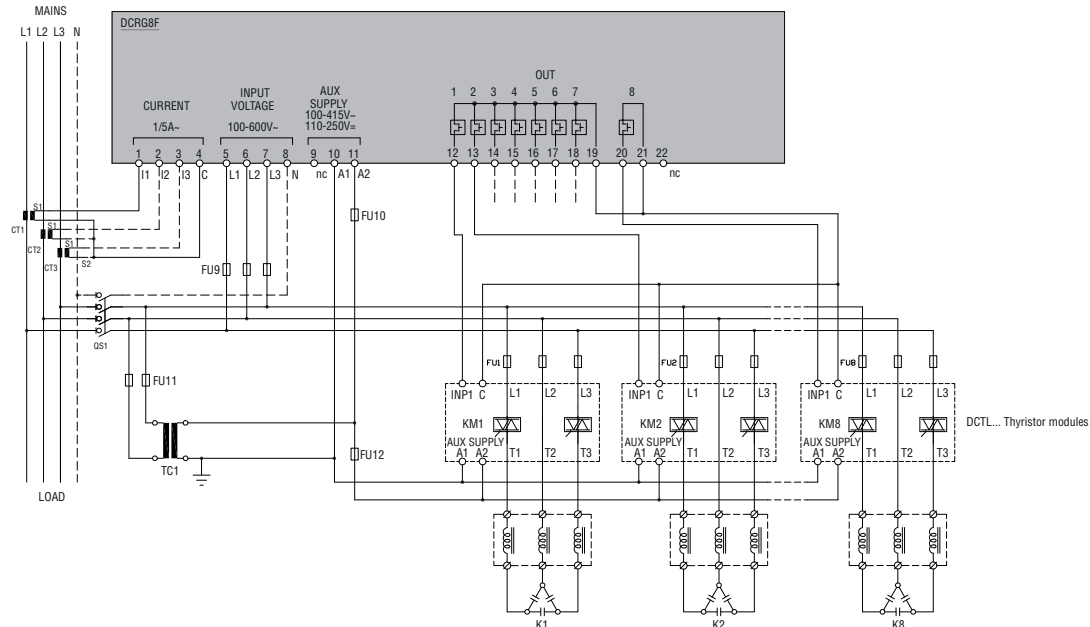 MAINS
L1 L2 L3 N
DCRG8F
CURRENT
1/5A~
INPUT
VOLTAGE
100-600V~
AUX
SUPPLY
100-415V~
110-250V=
OUT
1 2 3 4 5 6 7 8
1 2 3 4 5 6 7 8 9 10 11 12 13 14 15 16 17 18 19 20 21 22
I1 I2 I3 C L1 L2 L3 N nc A1 A2 nc
FU10
S1
CT1
S1
CT2
S1
CT3
S2
FU9
QS1
FU11
FU12
TC1
LOAD
FU1 FU2 FU8
INP1 C L1 L2 L3
KM1
AUX SUPPLY
A1 A2 T1 T2 T3
INP1 C L1 L2 L3
KM2
AUX SUPPLY
A1 A2 T1 T2 T3
INP1 C L1 L2 L3
KM8
AUX SUPPLY
A1 A2 T1 T2 T3
DCTL... Thyristor modules
K1 K2 K8